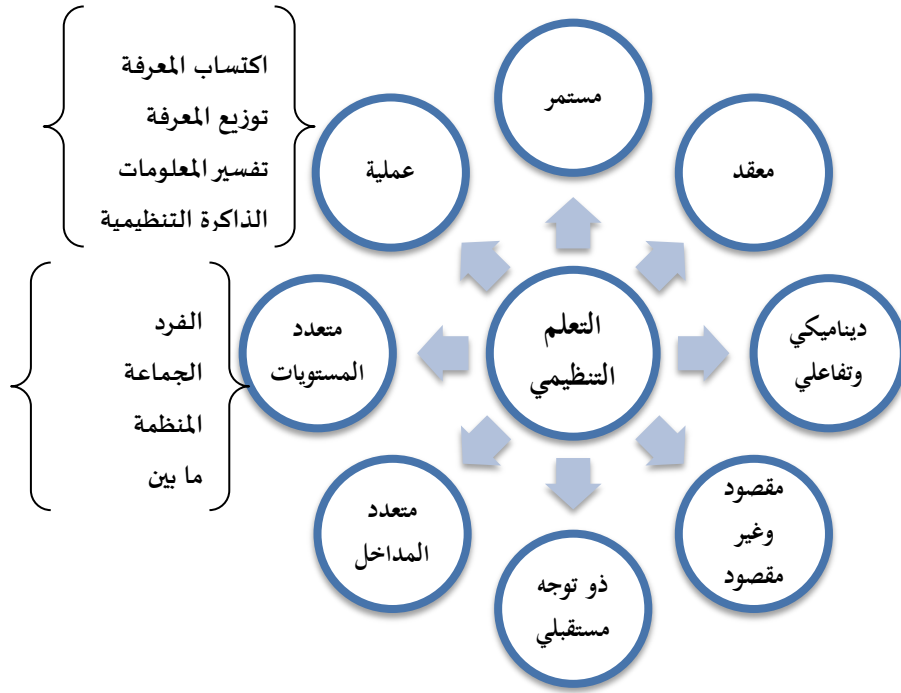 مستمر
معقد
ديناميكي
وتفاعلي
مقصود
وغير
مقصود
ذو توجه
مستقبلي
متعدد
المداخل
متعدد
المستويات
عملية
التعلم
التنظيمي
اكتساب المعرفة
توزيع المعرفة
تفسير المعلومات
الذاكرة التنظيمية
الفرد
الجماعة
المنظمة
ما بين